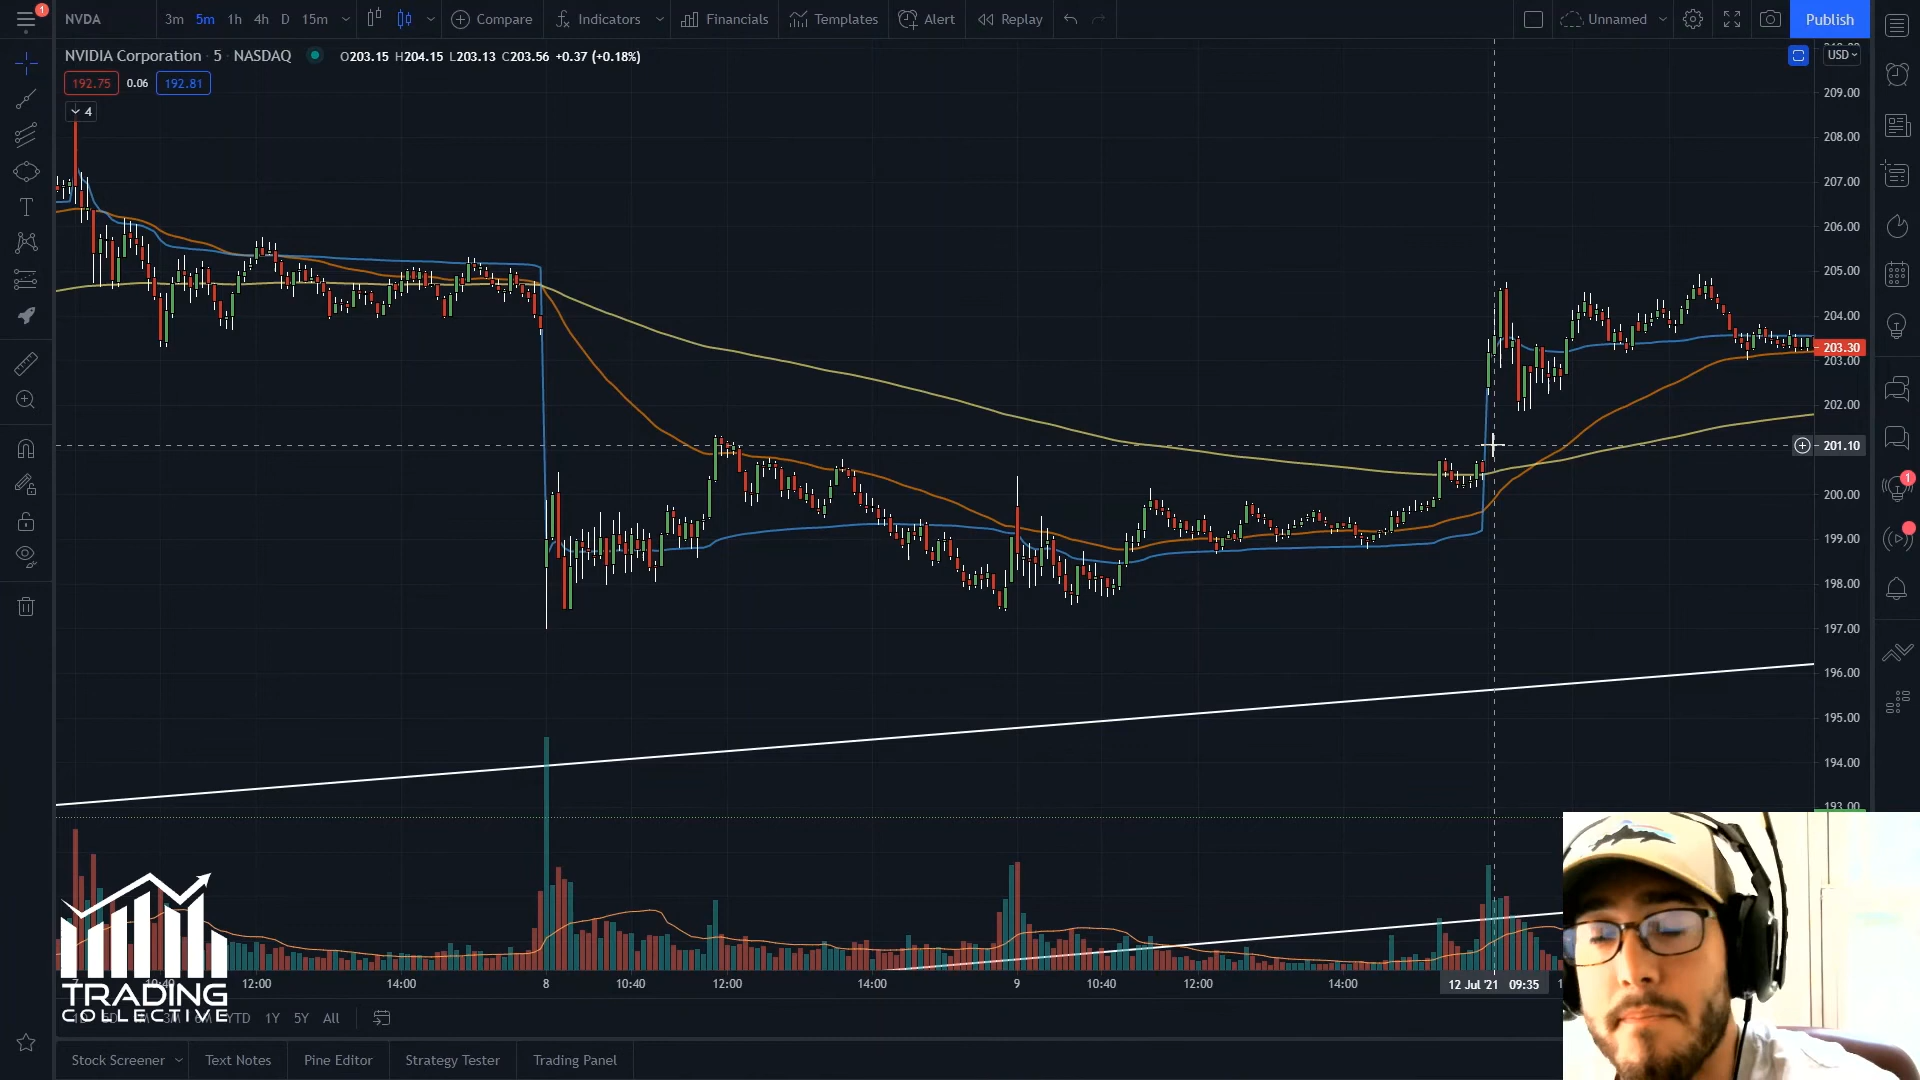 1
NVDA 3m 5m 1h 4h D 15m Compare Indicators Financials Templates Alert Replay Unnamed Publish
NVIDIA Corporation · 5 · NASDAQ O203.15 H204.15 L203.13 C203.56 +0.37 (+0.18%)
USD
192.75 0.06 192.81
4
209.00
208.00
207.00
206.00
205.00
204.00
203.30
203.00
202.00
201.10
200.00
1
199.00
198.00
197.00
196.00
195.00
194.00
193.00
12:00 14:00 8 10:40 12:00 14:00 9 10:40 12:00 14:00 12 Jul '21 09:35
TRADING
COLLECTIVE
YTD 1Y 5Y All
Stock Screener Text Notes Pine Editor Strategy Tester Trading Panel